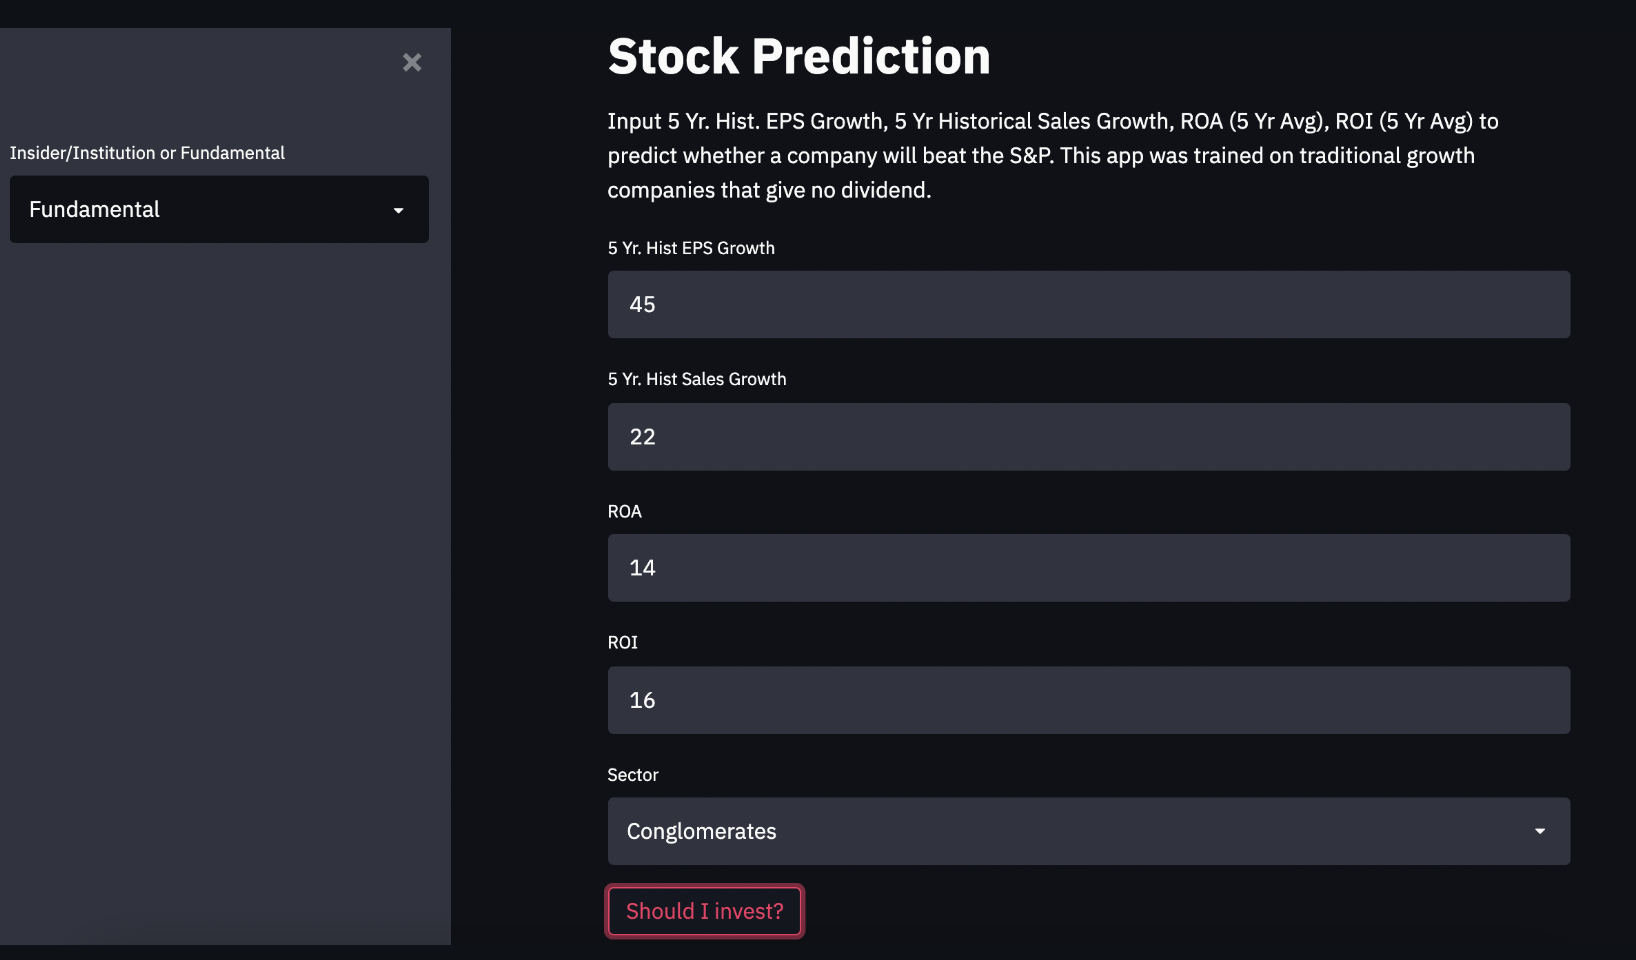 Insider/Institution or Fundamental
Fundamental
Stock Prediction
Input 5 Yr. Hist. EPS Growth, 5 Yr Historical Sales Growth, ROA (5 Yr Avg), ROI (5 Yr Avg) to
predict whether a company will beat the S&P. This app was trained on traditional growth
companies that give no dividend.
5 Yr. Hist EPS Growth
45
5 Yr. Hist Sales Growth
22
ROA
14
ROI
16
Sector
Conglomerates
Should I invest?